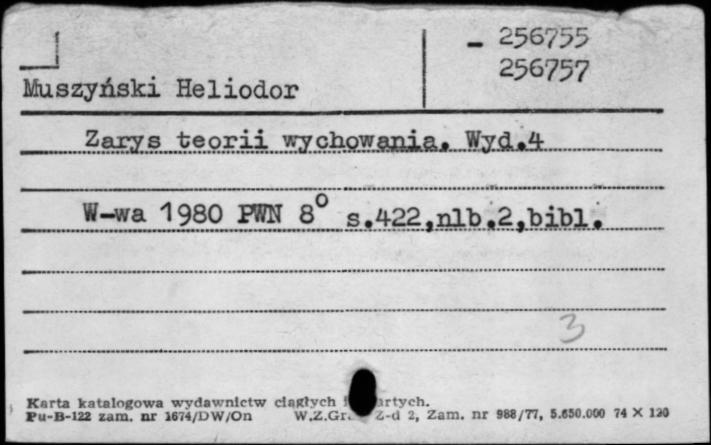 – 256755
256757
Muszyński Heliodor
Zarys teorii wychowania. Wyd.4
W-wa 1980 PWN 8° s.422,nlb.2,bibl.
3
Karta katalogowa wydawnictw ciągłych
Pu-B-122 zam. nr 1674/DW/On W.Z.Gr. Z-d 2, Zam. nr 988/77, 5.650.000 74 X 120